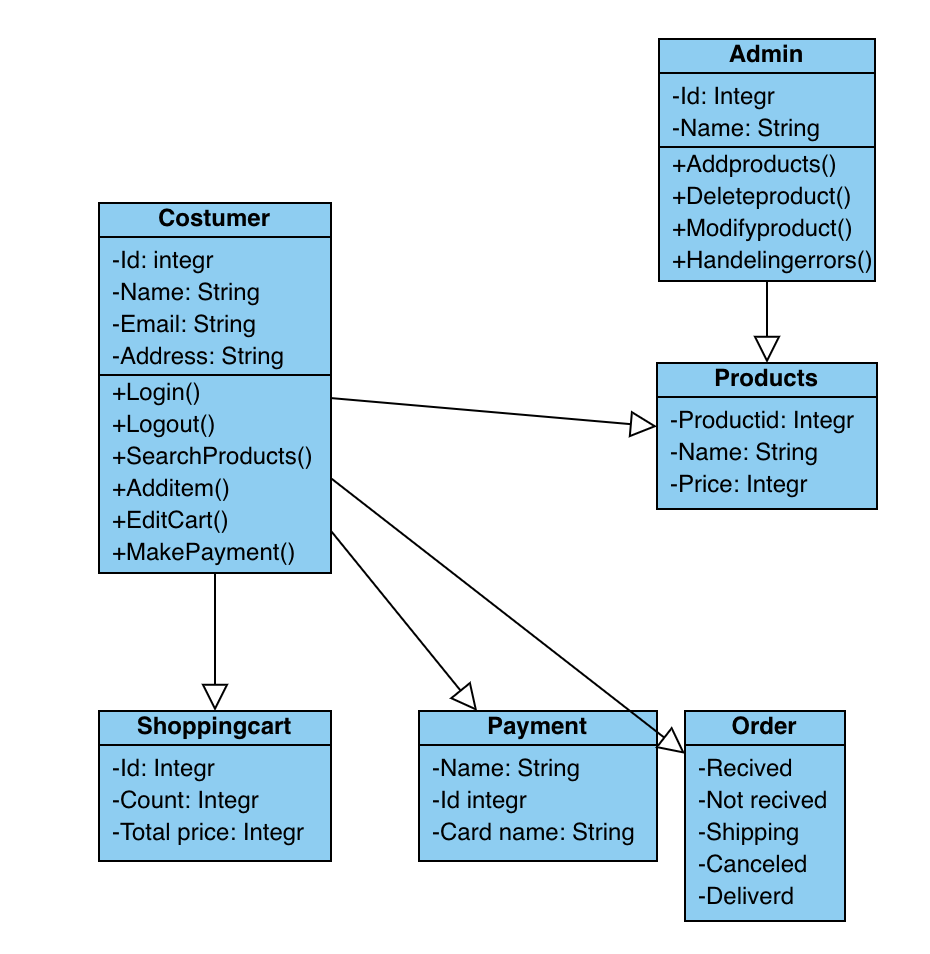 Admin
-Id: Integr
-Name: String
+Addproducts()
+Deleteproduct()
+Modifyproduct()
+Handelingerrors()
Costumer
-Id: integr
-Name: String
-Email: String
-Address: String
+Login()
+Logout()
+SearchProducts()
+Additem()
+EditCart()
+MakePayment()
Products
-Productid: Integr
-Name: String
-Price: Integr
Shoppingcart
-Id: Integr
-Count: Integr
-Total price: Integr
Payment
-Name: String
-Id integr
-Card name: String
Order
-Recived
-Not recived
-Shipping
-Canceled
-Deliverd